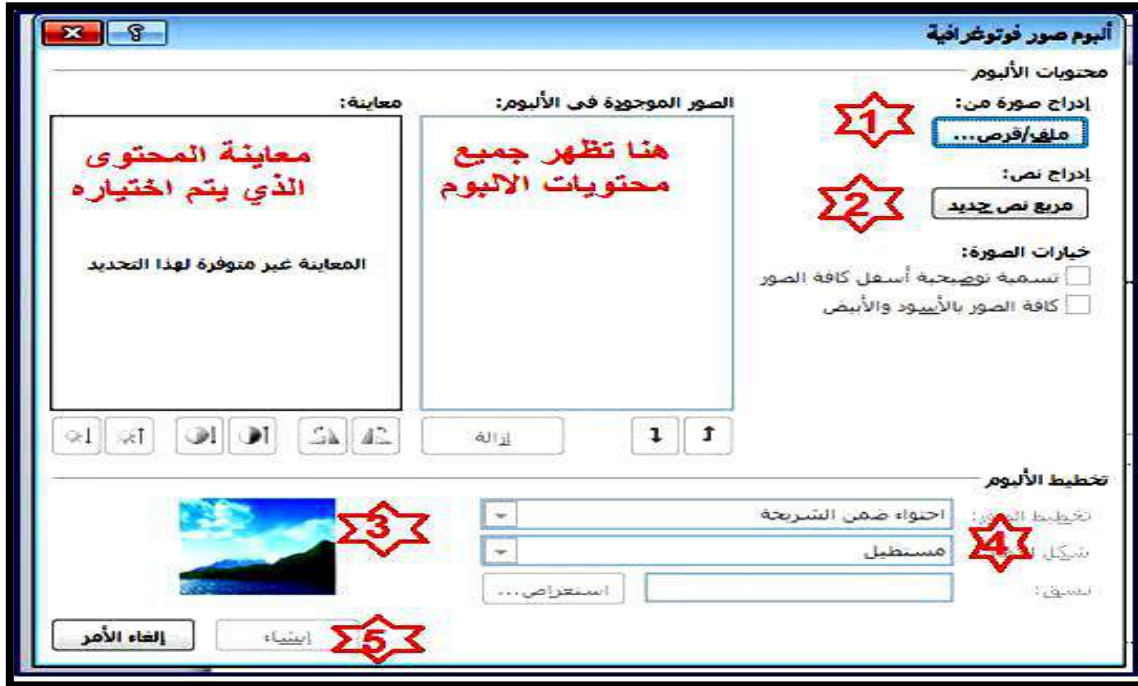 ألبوم صور فوتوغرافية
محتويات الألبوم
إدراج صورة من:
ملف/قرص...
1
إدراج نص:
مربع نص جديد
2
خيارات الصورة:
تسمية توضيحية أسفل كافة الصور
كافة الصور بالأسود والأبيض
الصور الموجودة في الألبوم:
هنا تظهر جميع
محتويات الالبوم
إزالة
معاينة:
معاينة المحتوى
الذي يتم اختياره
المعاينة غير متوفرة لهذا التحديد
تخطيط الألبوم
تخطيط الصور:
احتواء ضمن الشريحة
3
شكل
مستطيل
4
نسق:
استعراض...
5
إنشاء
إلغاء الأمر